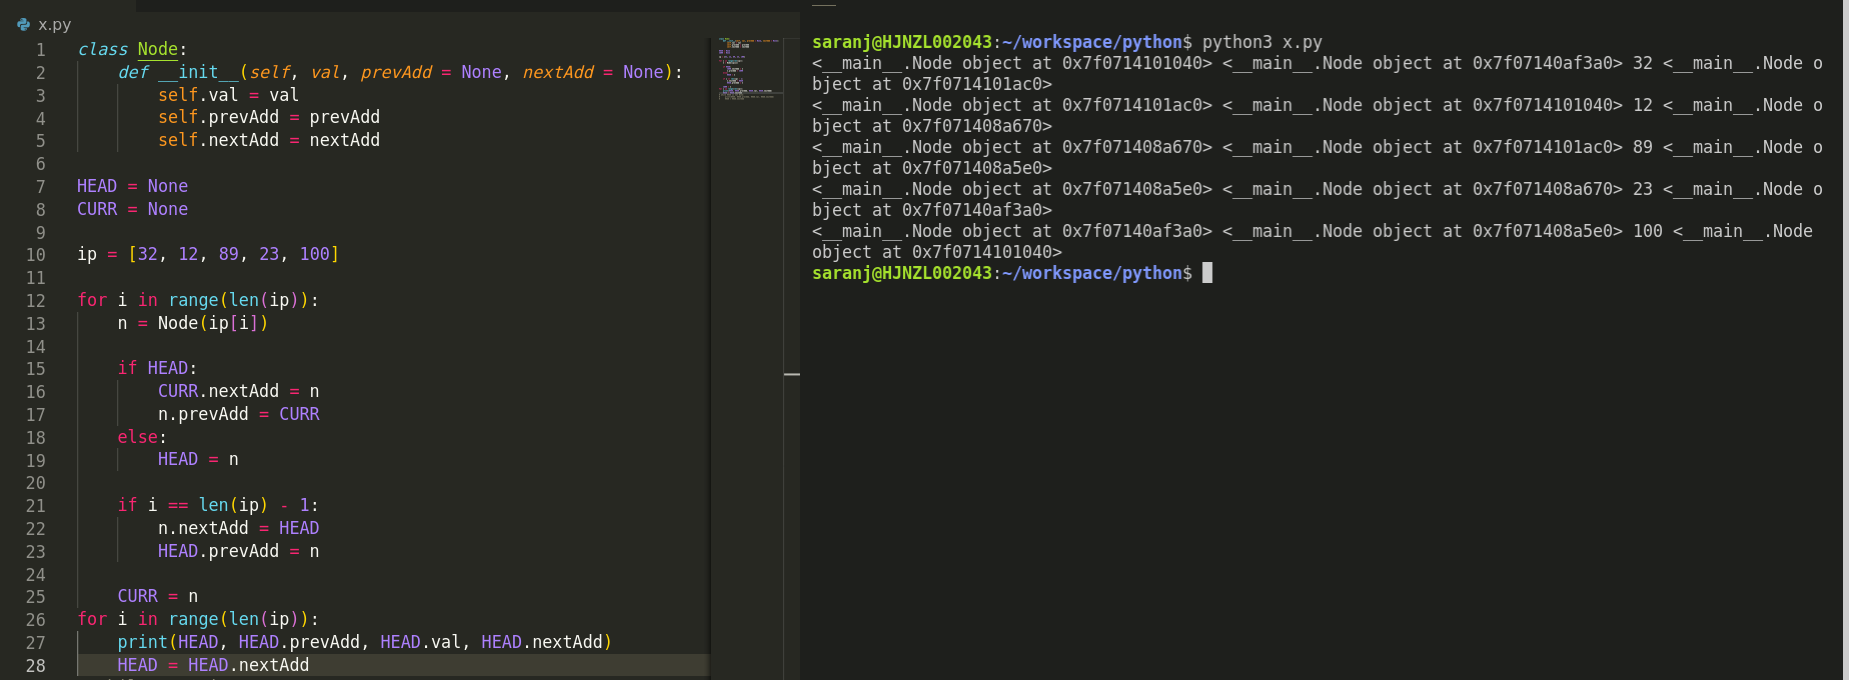 x.py
1 class Node:
2     def __init__(self, val, prevAdd = None, nextAdd = None):
3         self.val = val
4         self.prevAdd = prevAdd
5         self.nextAdd = nextAdd
6
7 HEAD = None
8 CURR = None
9
10 ip = [32, 12, 89, 23, 100]
11
12 for i in range(len(ip)):
13     n = Node(ip[i])
14
15     if HEAD:
16         CURR.nextAdd = n
17         n.prevAdd = CURR
18     else:
19         HEAD = n
20
21     if i == len(ip) - 1:
22         n.nextAdd = HEAD
23         HEAD.prevAdd = n
24
25     CURR = n
26 for i in range(len(ip)):
27     print(HEAD, HEAD.prevAdd, HEAD.val, HEAD.nextAdd)
28     HEAD = HEAD.nextAdd
saranj@HJNZL002043:~/workspace/python$ python3 x.py
<__main__.Node object at 0x7f0714101040> <__main__.Node object at 0x7f07140af3a0> 32 <__main__.Node o
bject at 0x7f0714101ac0>
<__main__.Node object at 0x7f0714101ac0> <__main__.Node object at 0x7f0714101040> 12 <__main__.Node o
bject at 0x7f071408a670>
<__main__.Node object at 0x7f071408a670> <__main__.Node object at 0x7f0714101ac0> 89 <__main__.Node o
bject at 0x7f071408a5e0>
<__main__.Node object at 0x7f071408a5e0> <__main__.Node object at 0x7f071408a670> 23 <__main__.Node o
bject at 0x7f07140af3a0>
<__main__.Node object at 0x7f07140af3a0> <__main__.Node object at 0x7f071408a5e0> 100 <__main__.Node
object at 0x7f0714101040>
saranj@HJNZL002043:~/workspace/python$